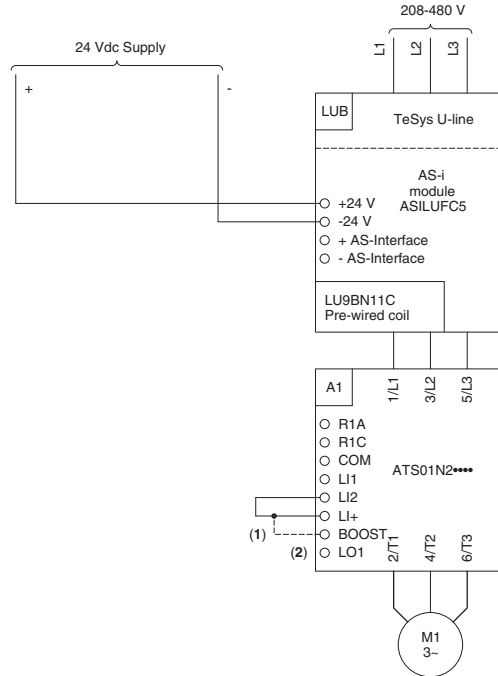 208-480 V
L1
L2
L3
24 Vdc Supply
+
-
LUB
TeSys U-line
AS-i
module
ASILUFC5
+24 V
-24 V
+ AS-Interface
- AS-Interface
LU9BN11C
Pre-wired coil
A1
1/L1
3/L2
5/L3
R1A
R1C
COM
ATS01N2••••
LI1
LI2
LI+
(1)
BOOST
(2)
LO1
2/T1
4/T2
6/T3
M1
3~